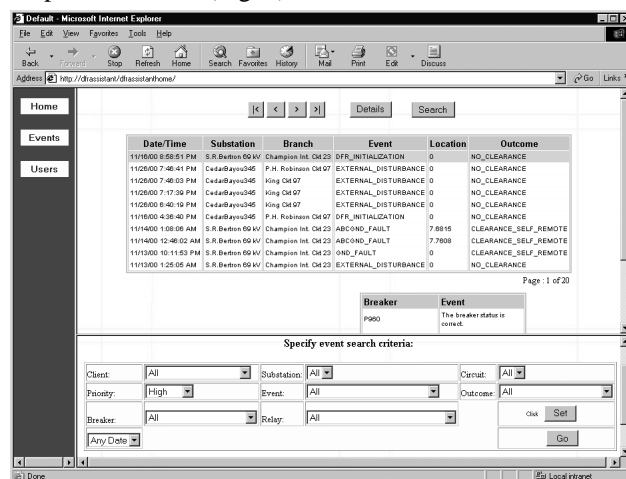 Default - Microsoft Internet Explorer
File Edit View Favorites Tools Help
Back Forward Stop Refresh Home Search Favorites History Mail Print Edit Discuss
Address http://dfrassistant/dfrassistanthome/ Go Links
Home
Events
Users
|< < > >| Details Search
Date/Time Substation Branch Event Location Outcome
11/16/00 8:58:51 PM S.R.Bertron 69 kV Champion Int. Ckt 23 DFR_INITIALIZATION 0 NO_CLEARANCE
11/26/00 7:46:41 PM CedarBayou345 P.H. Robinson Ckt 97 EXTERNAL_DISTURBANCE 0 NO_CLEARANCE
11/26/00 7:46:03 PM CedarBayou345 King Ckt 97 EXTERNAL_DISTURBANCE 0 NO_CLEARANCE
11/26/00 7:17:39 PM CedarBayou345 King Ckt 97 EXTERNAL_DISTURBANCE 0 NO_CLEARANCE
11/26/00 6:40:19 PM CedarBayou345 King Ckt 97 EXTERNAL_DISTURBANCE 0 NO_CLEARANCE
11/16/00 4:36:40 PM CedarBayou345 P.H. Robinson Ckt 97 DFR_INITIALIZATION 0 NO_CLEARANCE
11/14/00 1:08:06 AM S.R.Bertron 69 kV Champion Int. Ckt 23 ABCGND_FAULT 7.6815 CLEARANCE_SELF_REMOTE
11/14/00 12:46:02 AM S.R.Bertron 69 kV Champion Int. Ckt 23 ABCGND_FAULT 7.7608 CLEARANCE_SELF_REMOTE
11/13/00 10:11:53 PM S.R.Bertron 69 kV Champion Int. Ckt 23 GND_FAULT 0 CLEARANCE_SELF_REMOTE
11/13/00 1:25:05 AM S.R.Bertron 69 kV Champion Int. Ckt 23 EXTERNAL_DISTURBANCE 0 NO_CLEARANCE
Page : 1 of 20
Breaker Event
P960 The breaker status is
correct.
Specify event search criteria:
Client: All Substation: All Circuit: All
Priority: High Event: All Outcome: All
Breaker: All Relay: All Click Set
Any Date Go
Done Local intranet